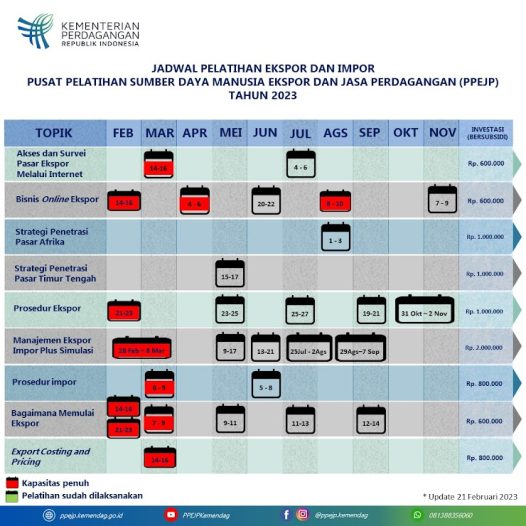 KEMENTERIAN
PERDAGANGAN
REPUBLIK INDONESIA
JADWAL PELATIHAN EKSPOR DAN IMPOR
PUSAT PELATIHAN SUMBER DAYA MANUSIA EKSPOR DAN JASA PERDAGANGAN (PPEJP)
TAHUN 2023
TOPIK FEB MAR APR MEI JUN JUL AGS SEP OKT NOV INVESTASI
(BERSUBSIDI)
Akses dan Survei
Pasar Ekspor
Melalui Internet
14-16 4 - 6 Rp. 600.000
Bisnis Online Ekspor 14-16 4 - 6 20-22 8 - 10 7 - 9 Rp. 600.000
Strategi Penetrasi
Pasar Afrika
1 - 3 Rp. 1.000.000
Strategi Penetrasi
Pasar Timur Tengah
15-17 Rp. 1.000.000
Prosedur Ekspor 21-23 23-25 25-27 19-21 31 Okt – 2 Nov Rp. 1.000.000
Manajemen Ekspor
Impor Plus Simulasi
28 Feb – 8 Mar 9-17 13-21 25Jul - 2Ags 29Ags–7 Sep Rp. 2.000.000
Prosedur impor 6 - 9 5 - 8 Rp. 800.000
Bagaimana Memulai
Ekspor
14-16 21-23 7 - 9 9-11 11-13 12-14 Rp. 600.000
Export Costing and
Pricing
14-16 Rp. 800.000
Kapasitas penuh
Pelatihan sudah dilaksanakan
* Update 21 Februari 2023
ppejp.kemendag.go.id PPEJPKemendag @ppejp.kemendag 081388356060